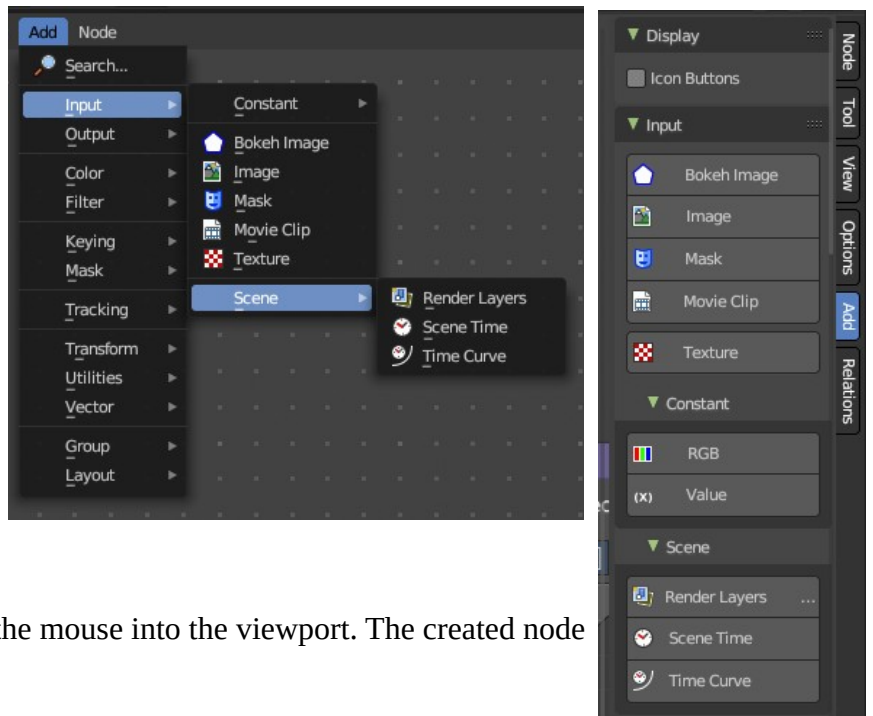 Add Node
Search...
Input
Output
Color
Filter
Keying
Mask
Tracking
Transform
Utilities
Vector
Group
Layout
Constant
Bokeh Image
Image
Mask
Movie Clip
Texture
Scene
Render Layers
Scene Time
Time Curve
the mouse into the viewport. The created node
Display
Icon Buttons
Input
Bokeh Image
Image
Mask
Movie Clip
Texture
Constant
RGB
(x) Value
Scene
Render Layers ...
Scene Time
Time Curve
Node
Tool
View
Options
Add
Relations